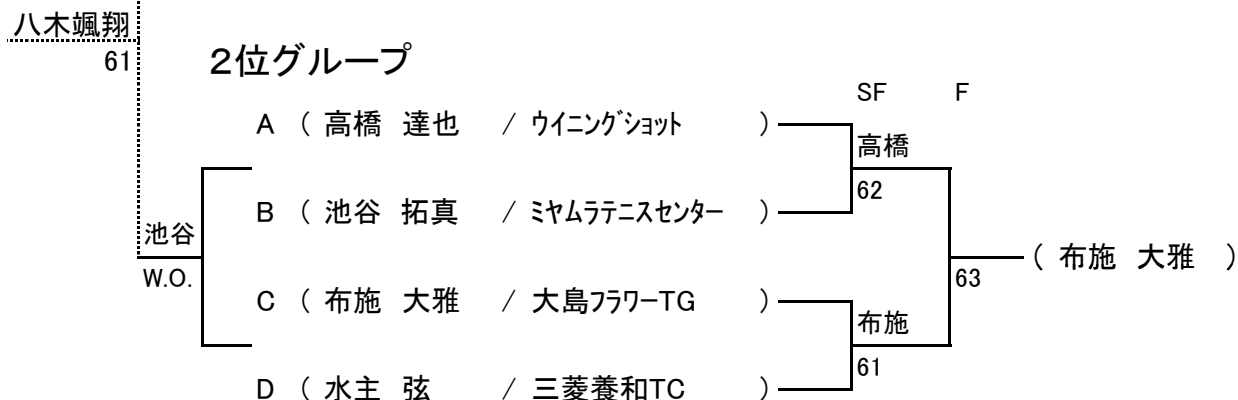 八木颯翔
61
2位グループ
SF F
A ( 高橋 達也 / ウイニングショット )
高橋
62
B ( 池谷 拓真 / ミヤムラテニスセンター )
池谷
W.O.
( 布施 大雅 )
63
C ( 布施 大雅 / 大島フラワーTG )
布施
61
D ( 水主 弦 / 三菱養和TC )